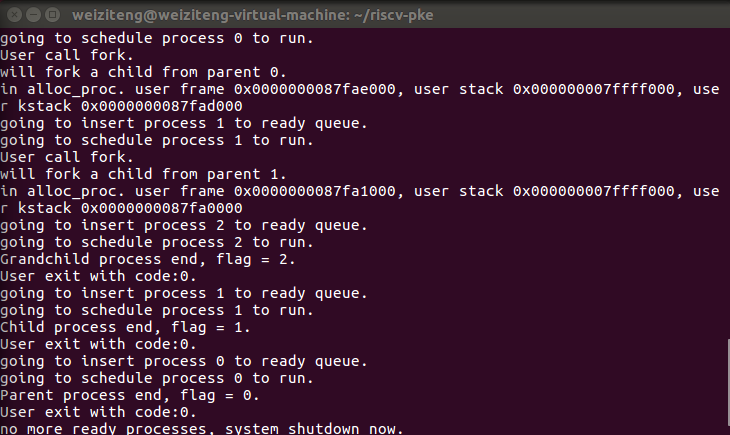 weiziteng@weiziteng-virtual-machine: ~/riscv-pke
going to schedule process 0 to run.
User call fork.
will fork a child from parent 0.
in alloc_proc. user frame 0x0000000087fae000, user stack 0x000000007ffff000, use
r kstack 0x0000000087fad000
going to insert process 1 to ready queue.
going to schedule process 1 to run.
User call fork.
will fork a child from parent 1.
in alloc_proc. user frame 0x0000000087fa1000, user stack 0x000000007ffff000, use
r kstack 0x0000000087fa0000
going to insert process 2 to ready queue.
going to schedule process 2 to run.
Grandchild process end, flag = 2.
User exit with code:0.
going to insert process 1 to ready queue.
going to schedule process 1 to run.
Child process end, flag = 1.
User exit with code:0.
going to insert process 0 to ready queue.
going to schedule process 0 to run.
Parent process end, flag = 0.
User exit with code:0.
no more ready processes, system shutdown now.